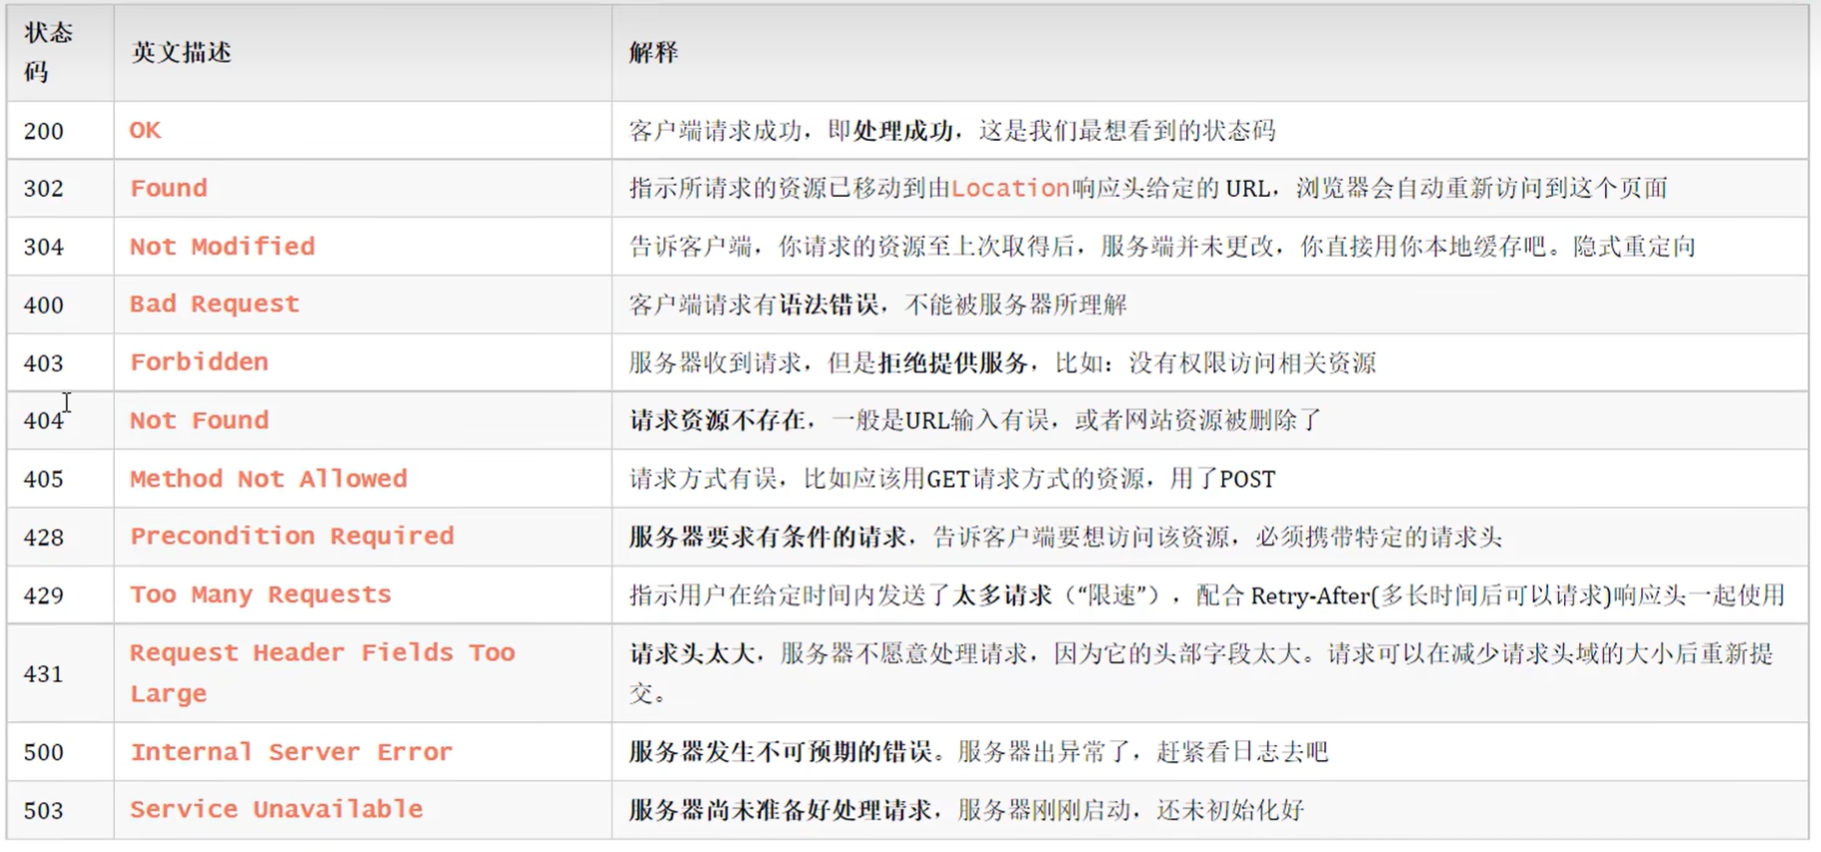 状态
码
英文描述
解释
200
OK
客户端请求成功，即处理成功，这是我们最想看到的状态码
302
Found
指示所请求的资源已移动到由Location响应头给定的 URL，浏览器会自动重新访问到这个页面
304
Not Modified
告诉客户端，你请求的资源至上次取得后，服务端并未更改，你直接用你本地缓存吧。隐式重定向
400
Bad Request
客户端请求有语法错误，不能被服务器所理解
403
Forbidden
服务器收到请求，但是拒绝提供服务，比如：没有权限访问相关资源
404
Not Found
请求资源不存在，一般是URL输入有误，或者网站资源被删除了
405
Method Not Allowed
请求方式有误，比如应该用GET请求方式的资源，用了POST
428
Precondition Required
服务器要求有条件的请求，告诉客户端要想访问该资源，必须携带特定的请求头
429
Too Many Requests
指示用户在给定时间内发送了太多请求（“限速”），配合 Retry-After(多长时间后可以请求)响应头一起使用
431
Request Header Fields Too
Large
请求头太大，服务器不愿意处理请求，因为它的头部字段太大。请求可以在减少请求头域的大小后重新提
交。
500
Internal Server Error
服务器发生不可预期的错误。服务器出异常了，赶紧看日志去吧
503
Service Unavailable
服务器尚未准备好处理请求，服务器刚刚启动，还未初始化好